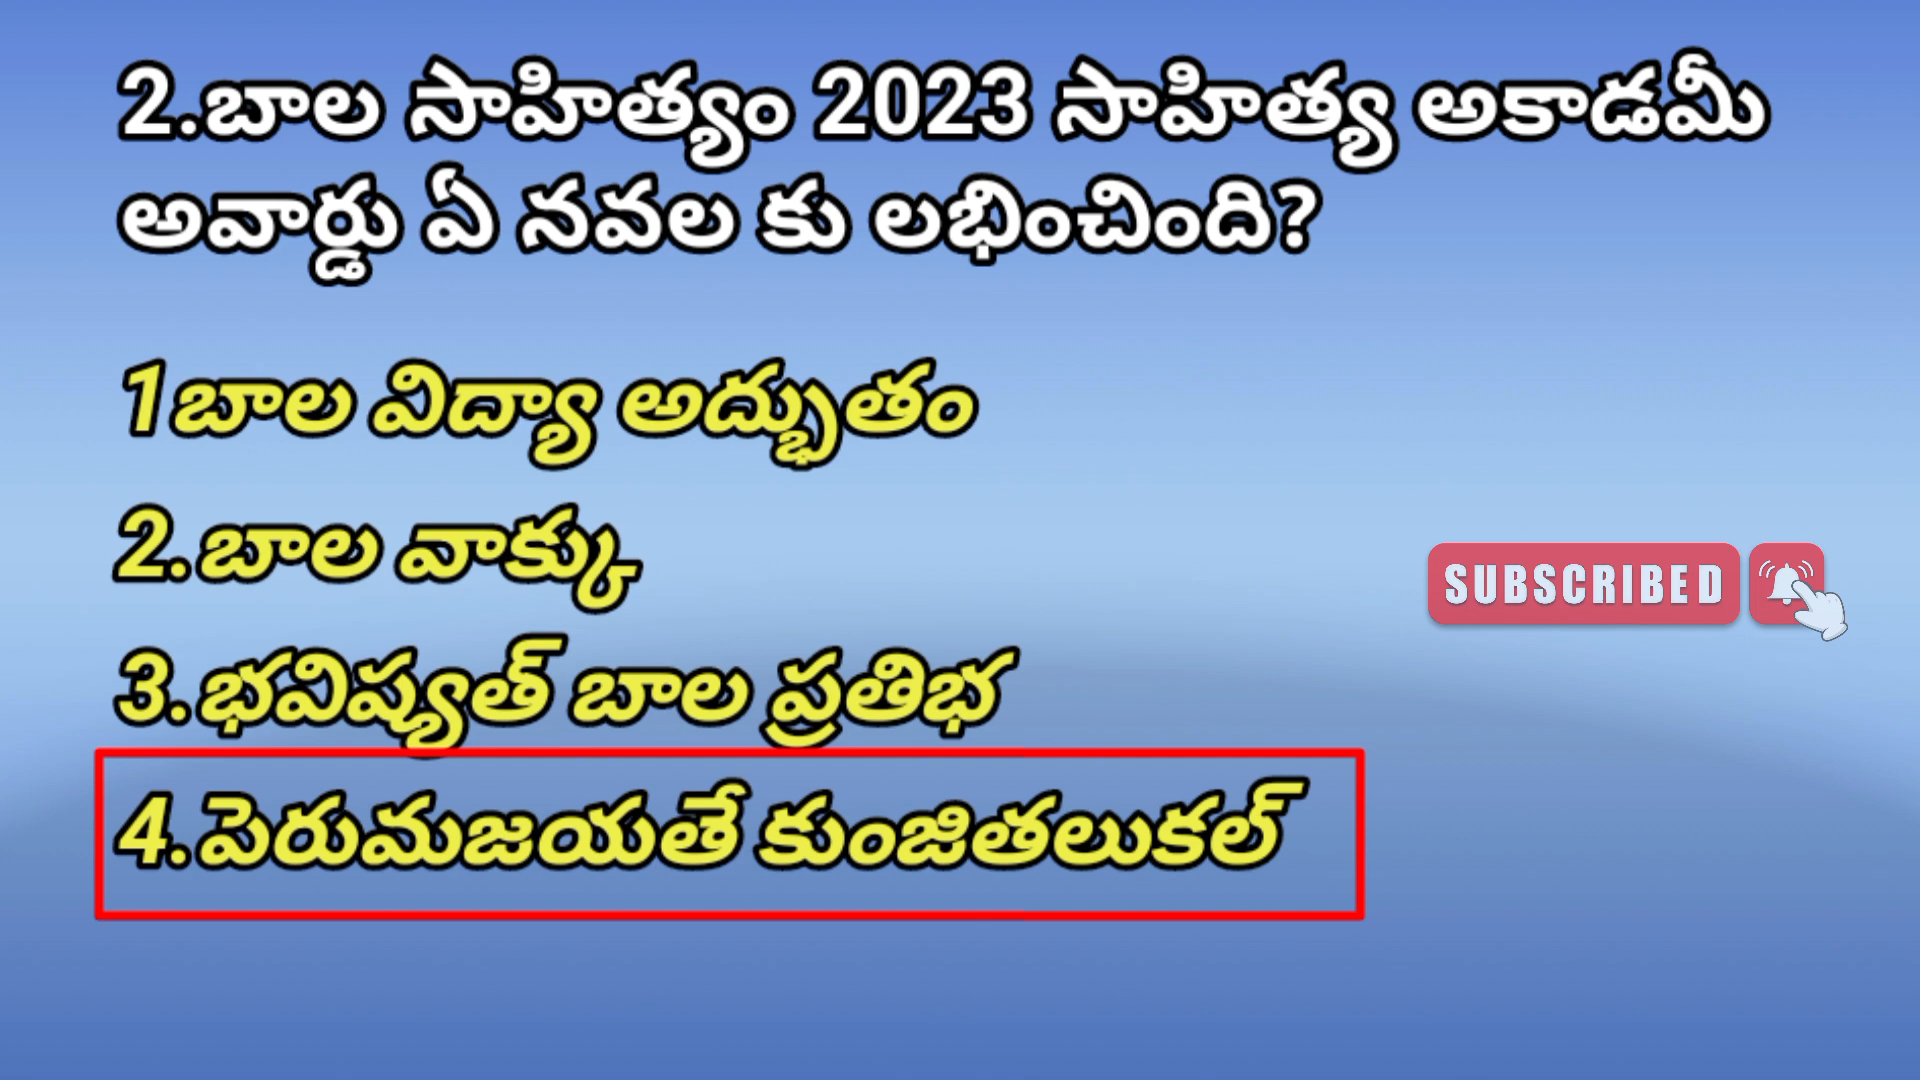 2.బాల సాహిత్యం 2023 సాహిత్య అకాడమీ
అవార్డు ఏ నవల కు లభించింది?
1బాల విద్యా అద్భుతం
2.బాల వాక్కు
3.భవిష్యత్ బాల ప్రతిభ
4.పెరుమజయతే కుంజితలుకల్
SUBSCRIBED